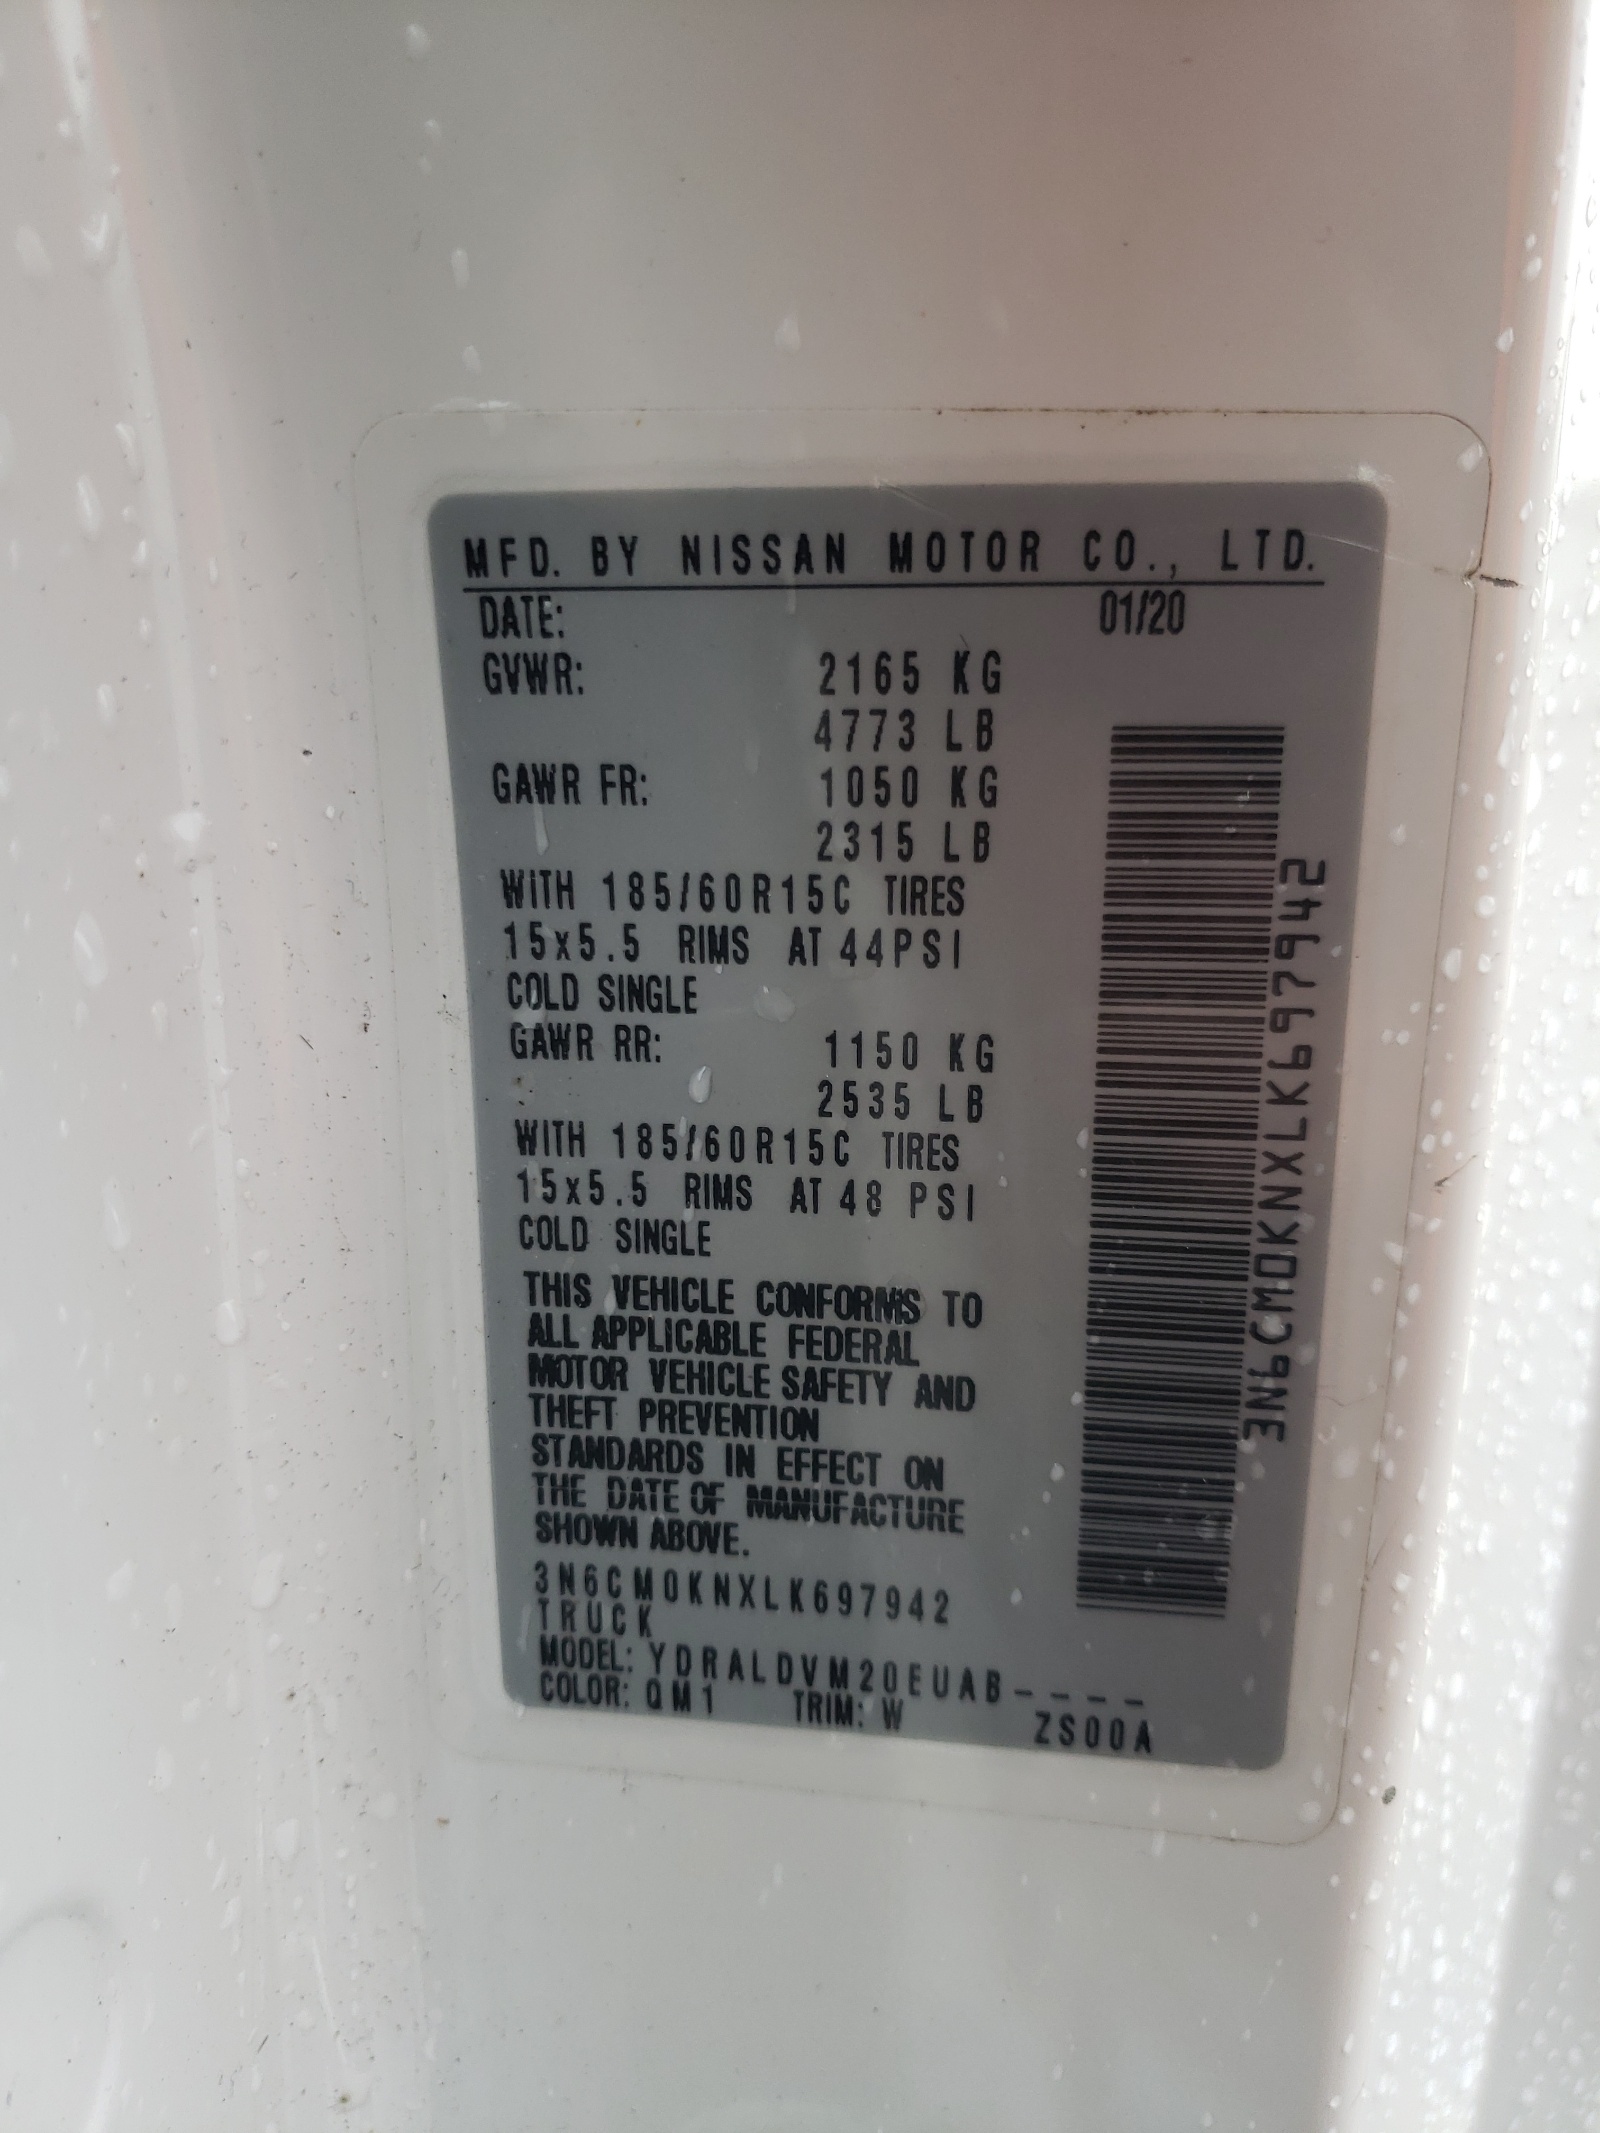 MFD. BY NISSAN MOTOR CO., LTD.
DATE: 01/20
GVWR: 2165 KG
4773 LB
GAWR FR: 1050 KG
2315 LB
WITH 185/60R15C TIRES
15x5.5 RIMS AT 44PSI
COLD SINGLE
GAWR RR: 1150 KG
2535 LB
WITH 185/60R15C TIRES
15x5.5 RIMS AT 48 PSI
COLD SINGLE
THIS VEHICLE CONFORMS TO
ALL APPLICABLE FEDERAL
MOTOR VEHICLE SAFETY AND
THEFT PREVENTION
STANDARDS IN EFFECT ON
THE DATE OF MANUFACTURE
SHOWN ABOVE.
3N6CM0KNXLK697942
TRUCK
MODEL: YDRALDVM20EUAB----
COLOR: QM1 TRIM: W ZS00A
3N6CM0KNXLK697942